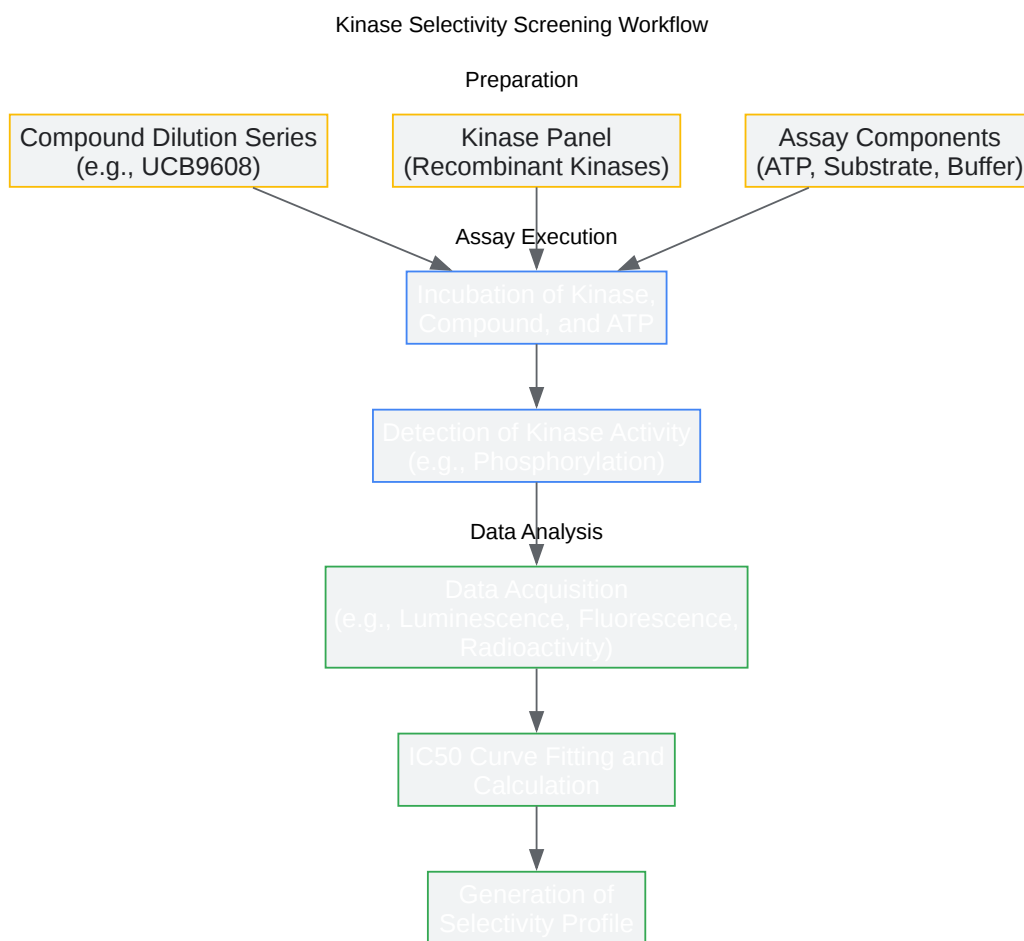 Kinase Selectivity Screening Workflow
Preparation
Compound Dilution Series
(e.g., UCB9608)
Kinase Panel
(Recombinant Kinases)
Assay Components
(ATP, Substrate, Buffer)
Assay Execution
Incubation of Kinase,
Compound, and ATP
Detection of Kinase Activity
(e.g., Phosphorylation)
Data Analysis
Data Acquisition
(e.g., Luminescence, Fluorescence,
Radioactivity)
IC50 Curve Fitting and
Calculation
Generation of
Selectivity Profile